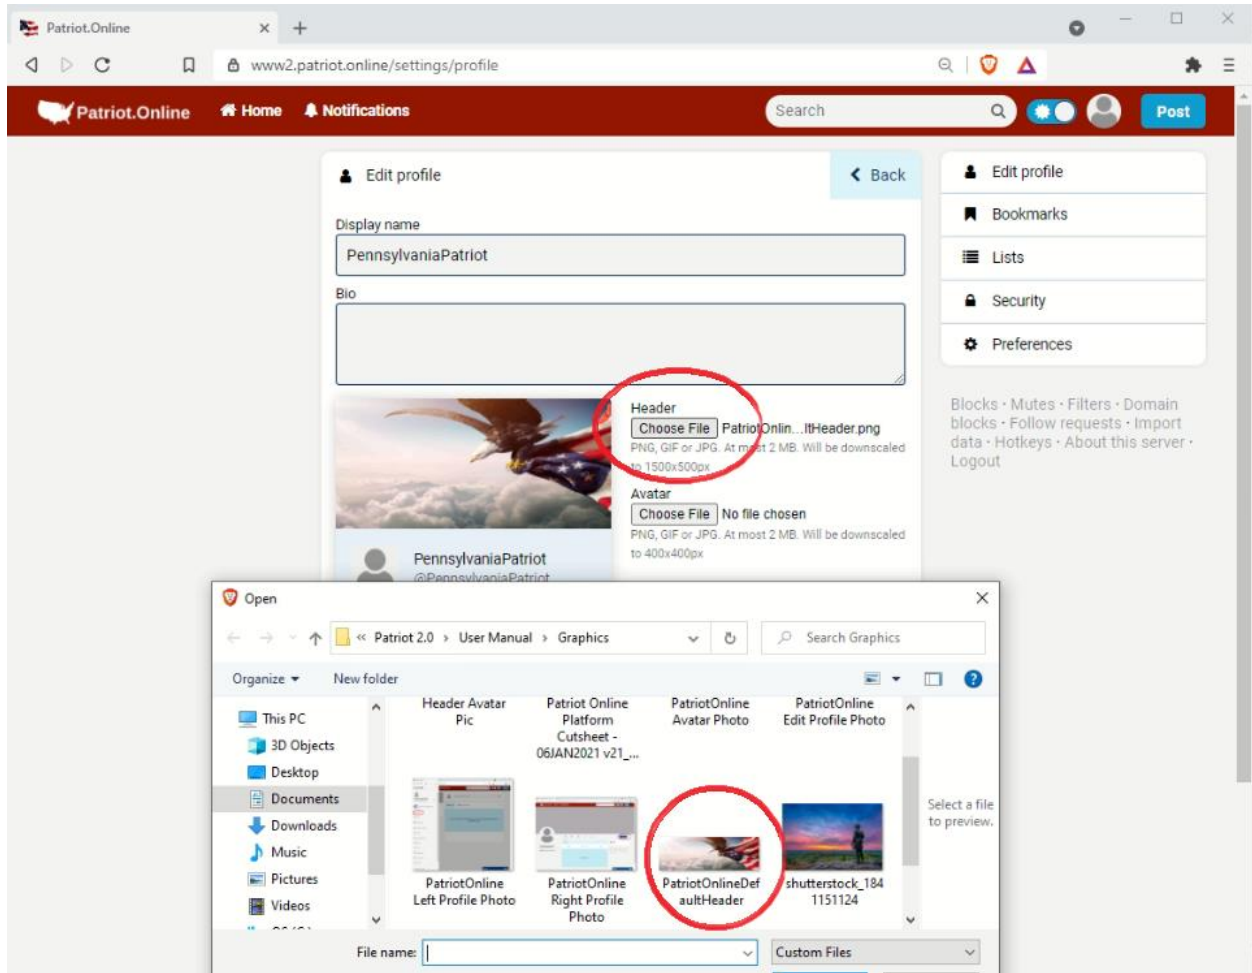 Patriot.Online
www2.patriot.online/settings/profile
Patriot.Online Home Notifications Search Post
Edit profile Back
Display name
PennsylvaniaPatriot
Bio
Header
Choose File PatriotOnlin...ltHeader.png
PNG, GIF or JPG. At most 2 MB. Will be downscaled
to 1500x500px
Avatar
Choose File No file chosen
PNG, GIF or JPG. At most 2 MB. Will be downscaled
to 400x400px
PennsylvaniaPatriot
@PennsylvaniaPatriot
Edit profile
Bookmarks
Lists
Security
Preferences
Blocks · Mutes · Filters · Domain
blocks · Follow requests · Import
data · Hotkeys · About this server ·
Logout
Open
« Patriot 2.0 › User Manual › Graphics
Search Graphics
Organize New folder
This PC
3D Objects
Desktop
Documents
Downloads
Music
Pictures
Videos
Header Avatar
Pic
Patriot Online
Platform
Cutsheet -
06JAN2021 v21_...
PatriotOnline
Avatar Photo
PatriotOnline
Edit Profile Photo
PatriotOnline
Left Profile Photo
PatriotOnline
Right Profile
Photo
PatriotOnlineDef
aultHeader
shutterstock_184
1151124
Select a file
to preview.
File name: Custom Files